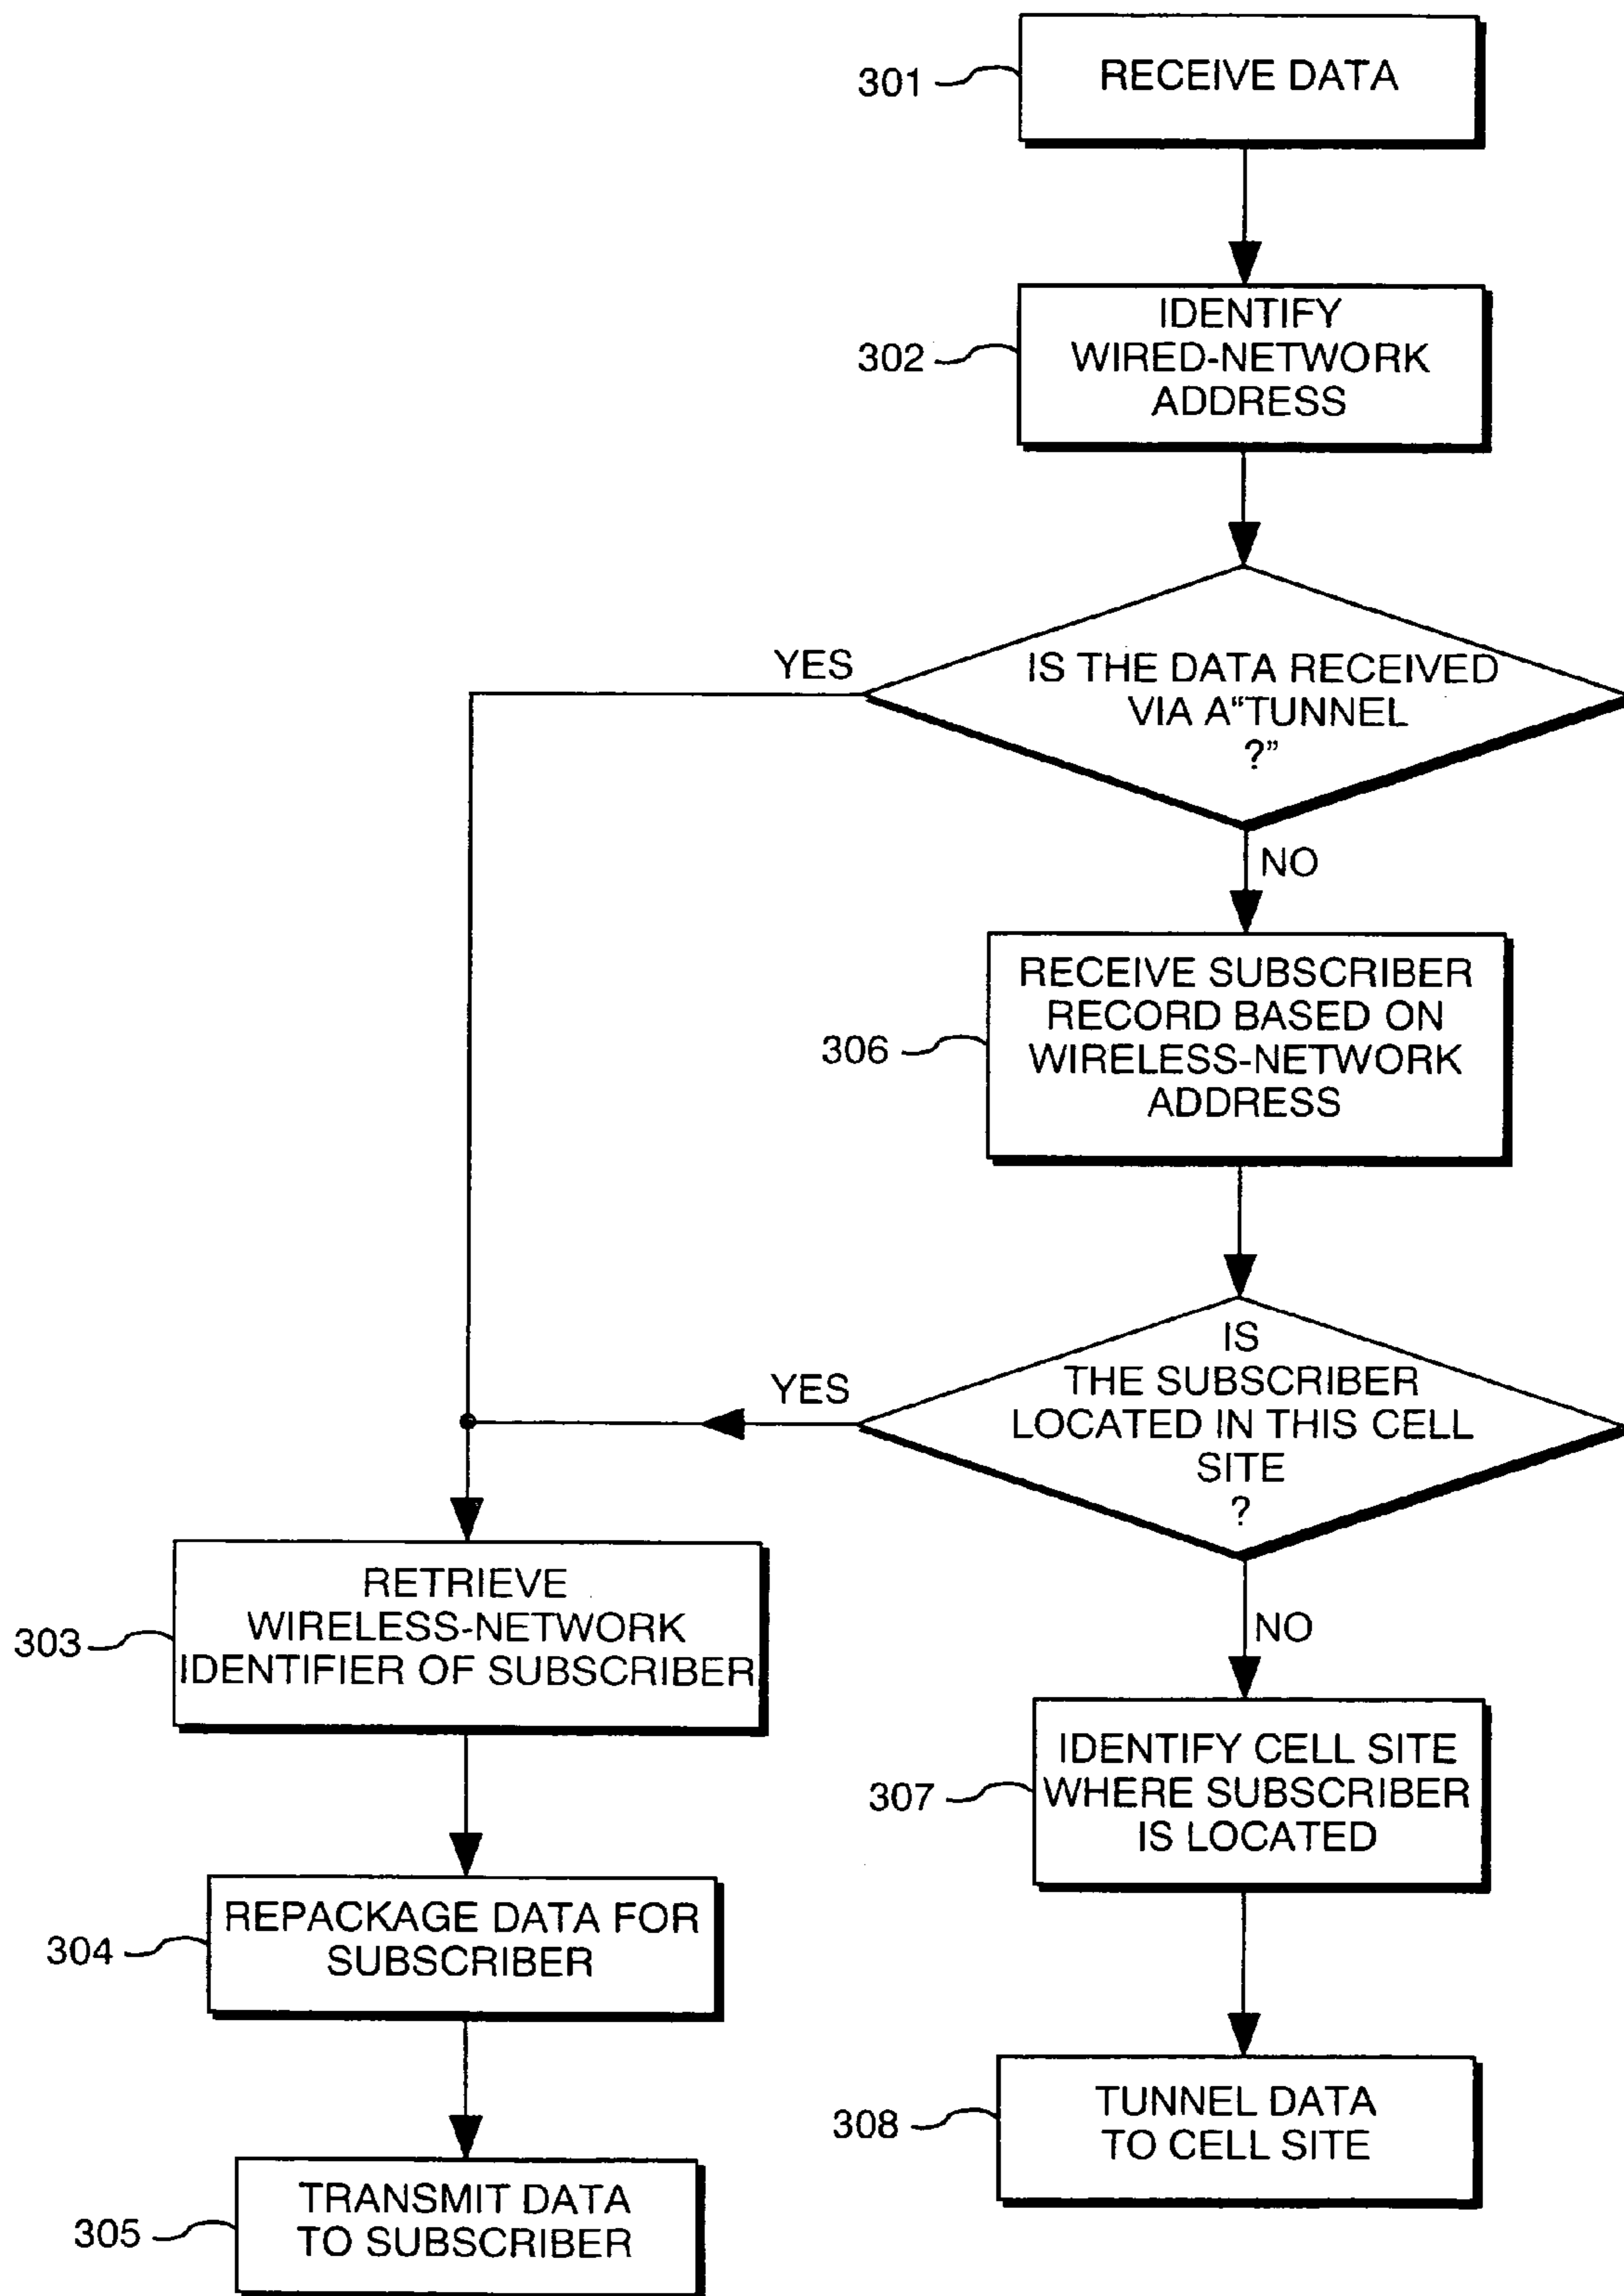 301
RECEIVE DATA
302
IDENTIFY
WIRED-NETWORK
ADDRESS
YES
IS THE DATA RECEIVED
VIA A"TUNNEL
?"
NO
306
RECEIVE SUBSCRIBER
RECORD BASED ON
WIRELESS-NETWORK
ADDRESS
YES
IS
THE SUBSCRIBER
LOCATED IN THIS CELL
SITE
?
NO
303
RETRIEVE
WIRELESS-NETWORK
IDENTIFIER OF SUBSCRIBER
307
IDENTIFY CELL SITE
WHERE SUBSCRIBER
IS LOCATED
304
REPACKAGE DATA FOR
SUBSCRIBER
308
TUNNEL DATA
TO CELL SITE
305
TRANSMIT DATA
TO SUBSCRIBER